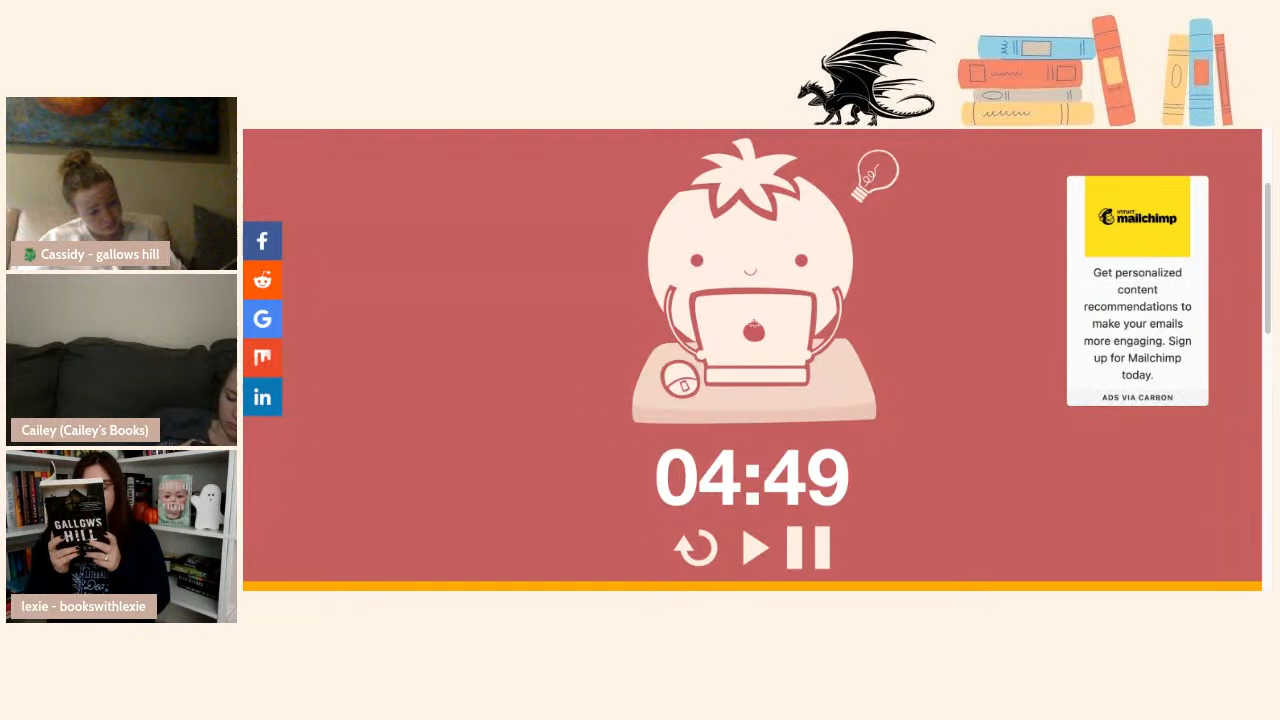 🐉 Cassidy - gallows hill
Cailey (Cailey's Books)
GALLOWS
HILL
lexie - bookswithlexie
04:49
INTUIT
mailchimp
Get personalized
content
recommendations to
make your emails
more engaging. Sign
up for Mailchimp
today.
ADS VIA CARBON